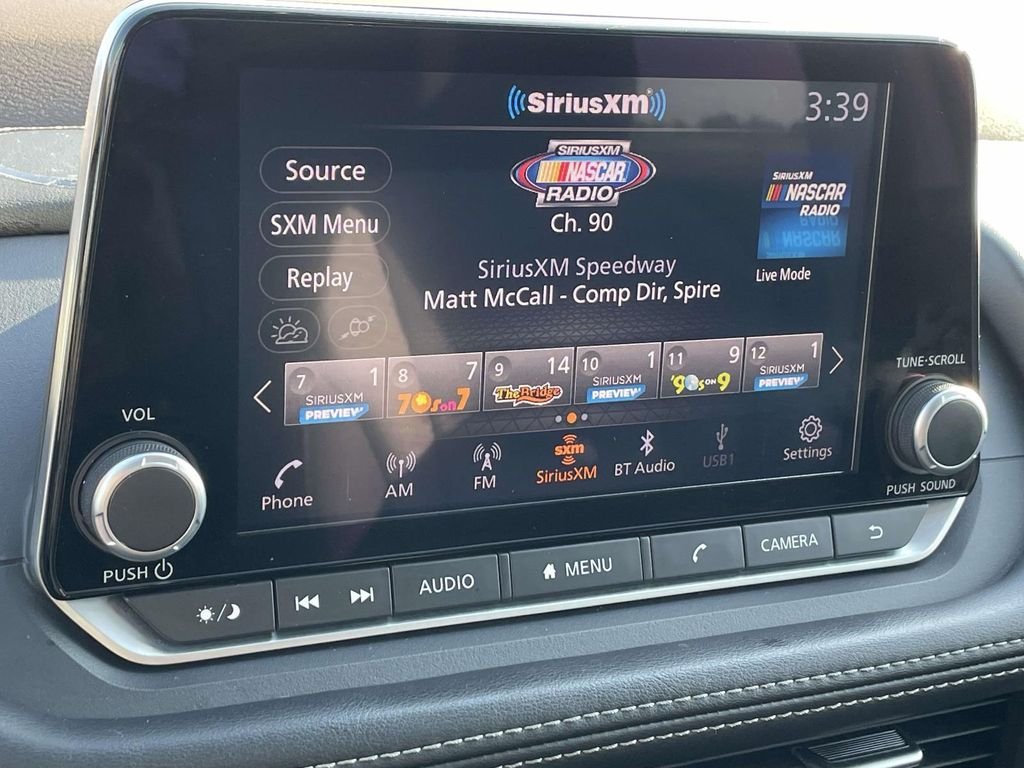 SiriusXM
3:39
Source
SXM Menu
Replay
SIRIUSXM
NASCAR
RADIO
Ch. 90
SiriusXM Speedway
Matt McCall - Comp Dir, Spire
SIRIUSXM
NASCAR
RADIO
Live Mode
7 1
SIRIUSXM
PREVIEW
8 7
70s on 7
9 14
The Bridge
10 1
SIRIUSXM
PREVIEW
11 9
'90s ON 9
12 1
SIRIUSXM
PREVIEW
Phone
AM
FM
sxm
SiriusXM
BT Audio
USB1
Settings
VOL
PUSH
TUNE·SCROLL
PUSH SOUND
AUDIO
MENU
CAMERA